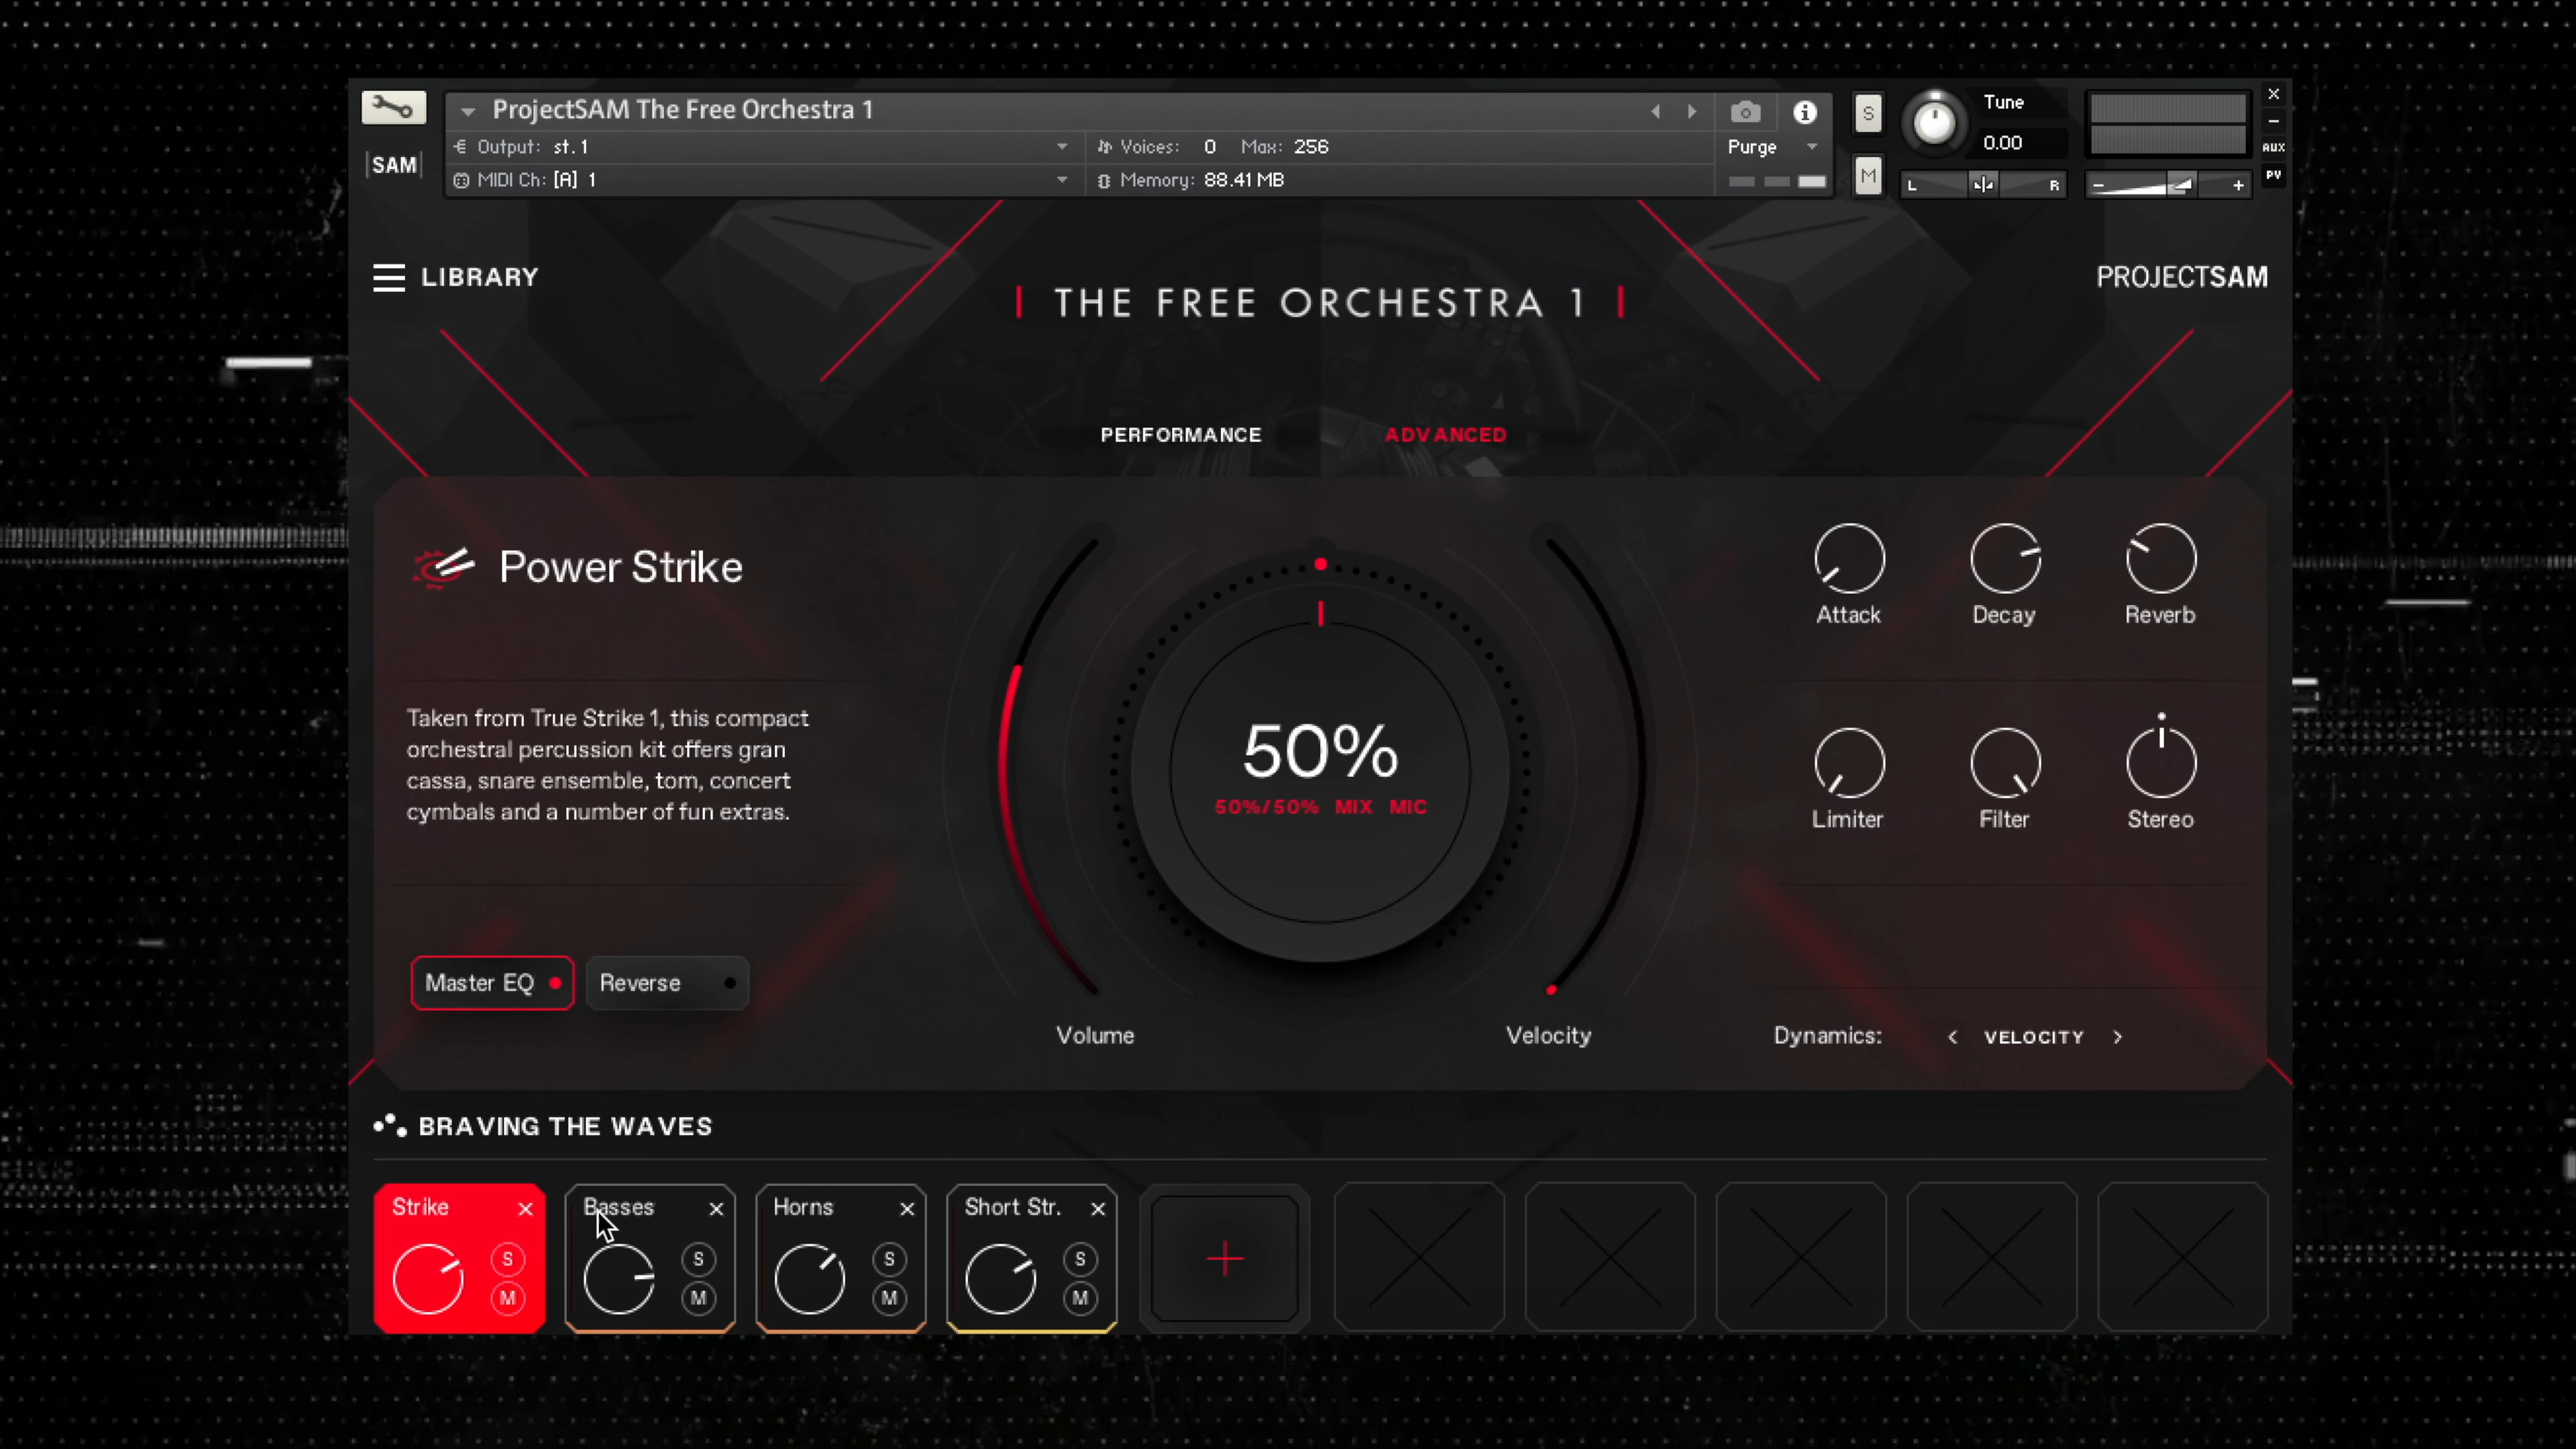 ProjectSAM The Free Orchestra 1
S
Tune
X
Output: st. 1
Voices: 0 Max: 256
Purge
0.00
AUX
|SAM|
MIDI Ch: [A] 1
Memory: 88.41 MB
M
L
R
-
+
PV
LIBRARY
THE FREE ORCHESTRA 1
PROJECTSAM
PERFORMANCE
ADVANCED
Power Strike
Taken from True Strike 1, this compact
orchestral percussion kit offers gran
cassa, snare ensemble, tom, concert
cymbals and a number of fun extras.
Master EQ
Reverse
50%
50%/50% MIX MIC
Volume
Velocity
Attack
Decay
Reverb
Limiter
Filter
Stereo
Dynamics:
< VELOCITY >
BRAVING THE WAVES
Strike
S
M
Basses
S
M
Horns
S
M
Short Str.
S
M